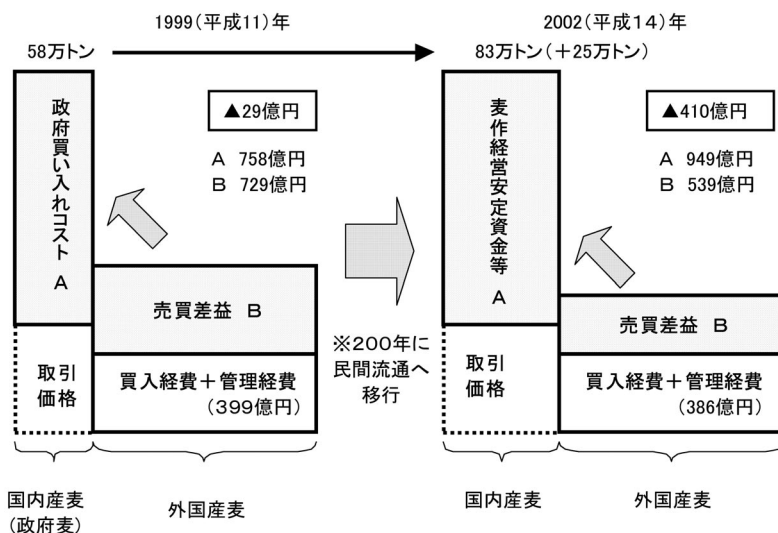 1999(平成11)年
58万トン
▲29億円
A 758億円
B 729億円
政府買い入れコスト A
売買差益 B
取引
価格
買入経費＋管理経費
(399億円)
国内産麦
(政府麦)
外国産麦
※200年に
民間流通へ
移行
2002(平成14)年
83万トン(＋25万トン)
▲410億円
A 949億円
B 539億円
麦作経営安定資金等 A
売買差益 B
取引
価格
買入経費＋管理経費
(386億円)
国内産麦
外国産麦